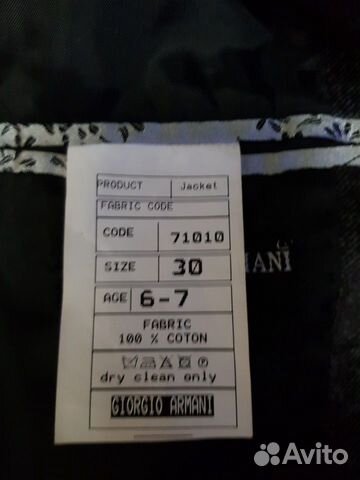 PRODUCT Jacket
FABRIC CODE
CODE 71010
SIZE 30
AGE 6-7
FABRIC
100 % COTON
dry clean only
GIORGIO ARMANI
Avito